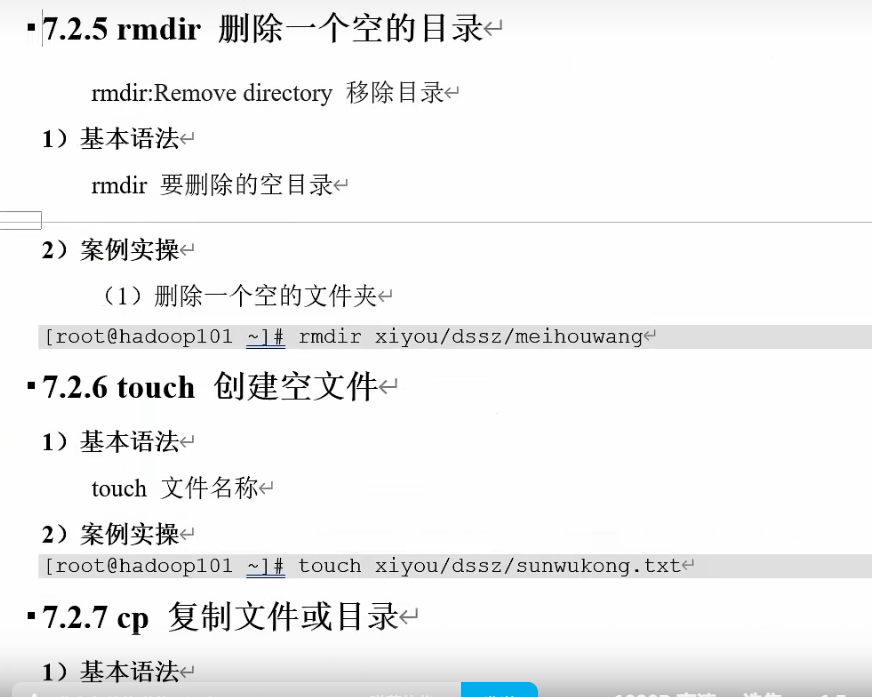 7.2.5 rmdir 删除一个空的目录
rmdir:Remove directory 移除目录
1）基本语法
rmdir 要删除的空目录
2）案例实操
（1）删除一个空的文件夹
[root@hadoop101 ~]# rmdir xiyou/dssz/meihouwang
7.2.6 touch 创建空文件
1）基本语法
touch 文件名称
2）案例实操
[root@hadoop101 ~]# touch xiyou/dssz/sunwukong.txt
7.2.7 cp 复制文件或目录
1）基本语法